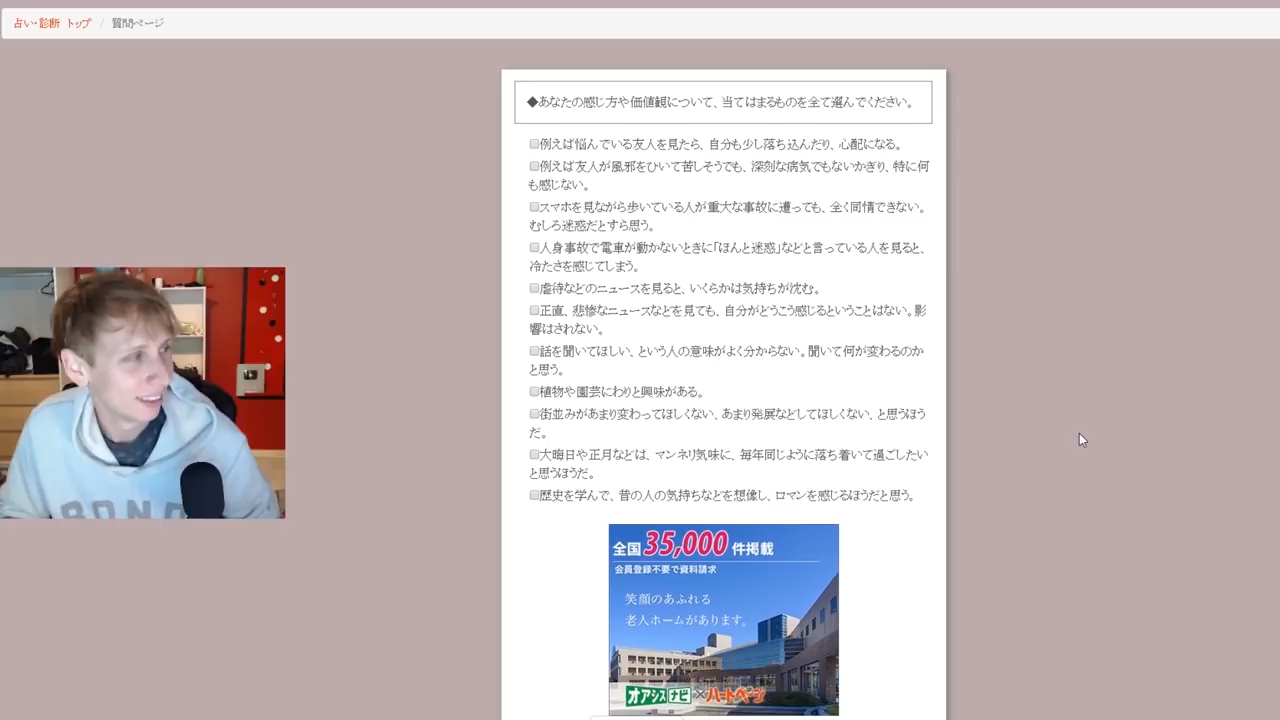 占い・診断 トップ / 質問ページ
◆あなたの感じ方や価値観について、当てはまるものを全て選んでください。
例えば悩んでいる友人を見たら、自分も少し落ち込んだり、心配になる。
例えば友人が風邪をひいて苦しそうでも、深刻な病気でもないかぎり、特に何
も感じない。
スマホを見ながら歩いている人が重大な事故に遭っても、全く同情できない。
むしろ迷惑だとすら思う。
人身事故で電車が動かないときに「ほんと迷惑」などと言っている人を見ると、
冷たさを感じてしまう。
虐待などのニュースを見ると、いくらかは気持ちが沈む。
正直、悲惨なニュースなどを見ても、自分がどうこう感じるということはない。影
響はされない。
話を聞いてほしい、という人の意味がよく分からない。聞いて何が変わるのか
と思う。
植物や園芸にわりと興味がある。
街並みがあまり変わってほしくない、あまり発展などしてほしくない、と思うほう
だ。
大晦日や正月などは、マンネリ気味に、毎年同じように落ち着いて過ごしたい
と思うほうだ。
歴史を学んで、昔の人の気持ちなどを想像し、ロマンを感じるほうだと思う。
全国35,000件掲載
会員登録不要で資料請求
笑顔のあふれる
老人ホームがあります。
オアシスナビ×ハートページ
BOND